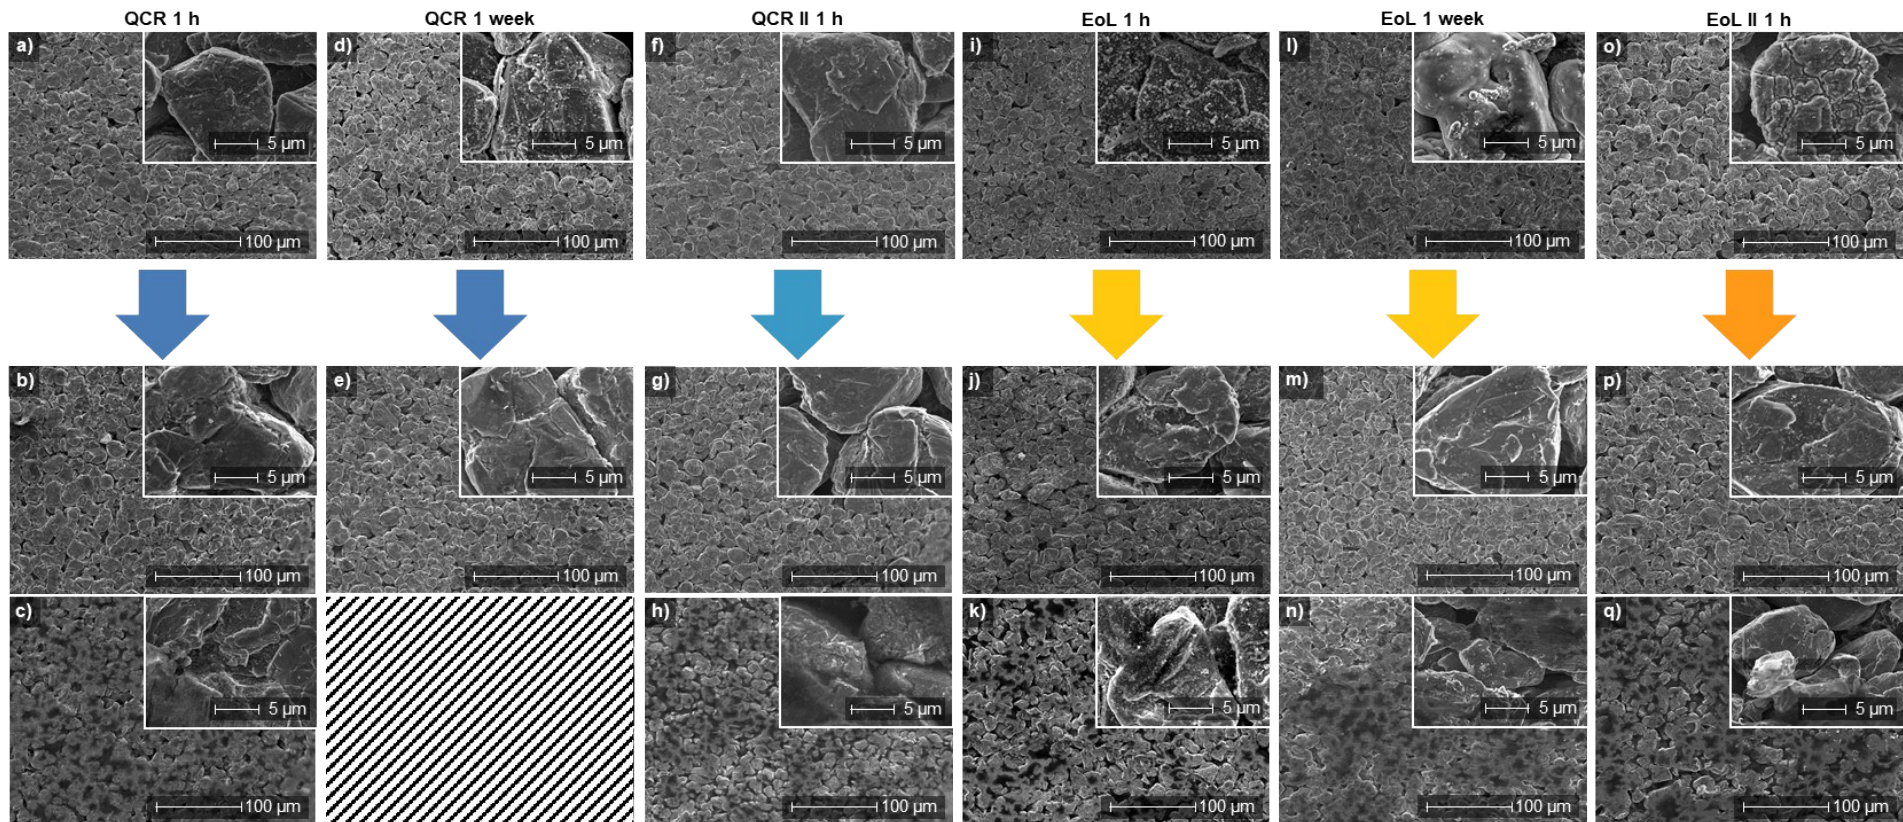 QCR 1 h QCR 1 week QCR II 1 h EoL 1 h EoL 1 week EoL II 1 h
a) d) f) i) l) o)
5 µm 5 µm 5 µm 5 µm 5 µm 5 µm
100 µm 100 µm 100 µm 100 µm 100 µm 100 µm
b) e) g) j) m) p)
5 µm 5 µm 5 µm 5 µm 5 µm 5 µm
100 µm 100 µm 100 µm 100 µm 100 µm 100 µm
c) h) k) n) q)
5 µm 5 µm 5 µm 5 µm 5 µm
100 µm 100 µm 100 µm 100 µm 100 µm